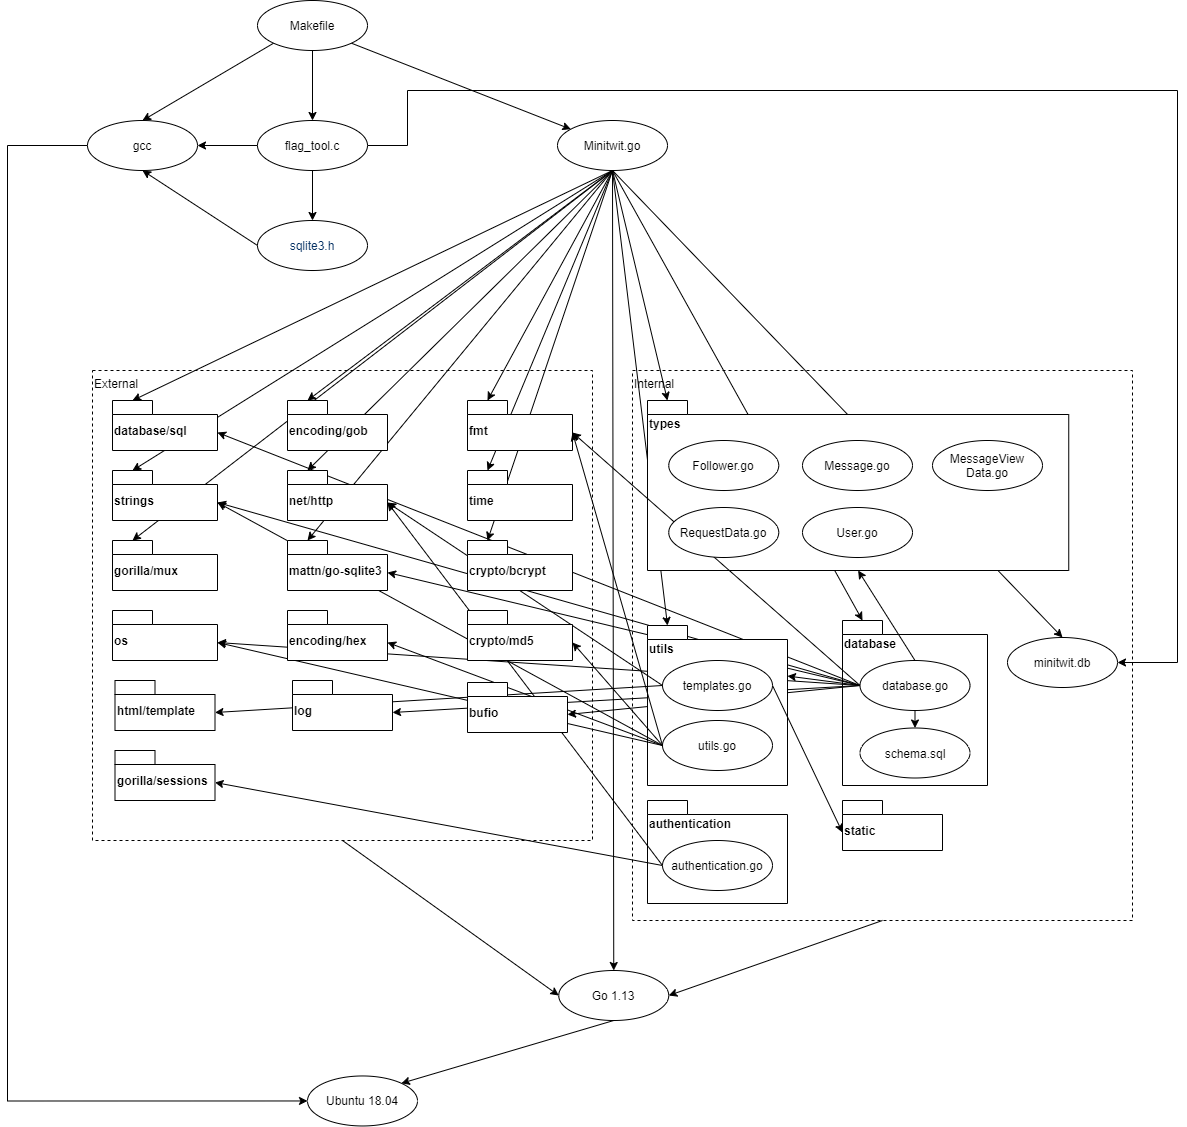 Makefile
gcc
flag_tool.c
Minitwit.go
sqlite3.h
External
database/sql
encoding/gob
fmt
strings
net/http
time
gorilla/mux
mattn/go-sqlite3
crypto/bcrypt
os
encoding/hex
crypto/md5
html/template
log
bufio
gorilla/sessions
Internal
types
Follower.go
Message.go
MessageView
Data.go
RequestData.go
User.go
utils
templates.go
utils.go
database
database.go
schema.sql
minitwit.db
authentication
authentication.go
static
Go 1.13
Ubuntu 18.04